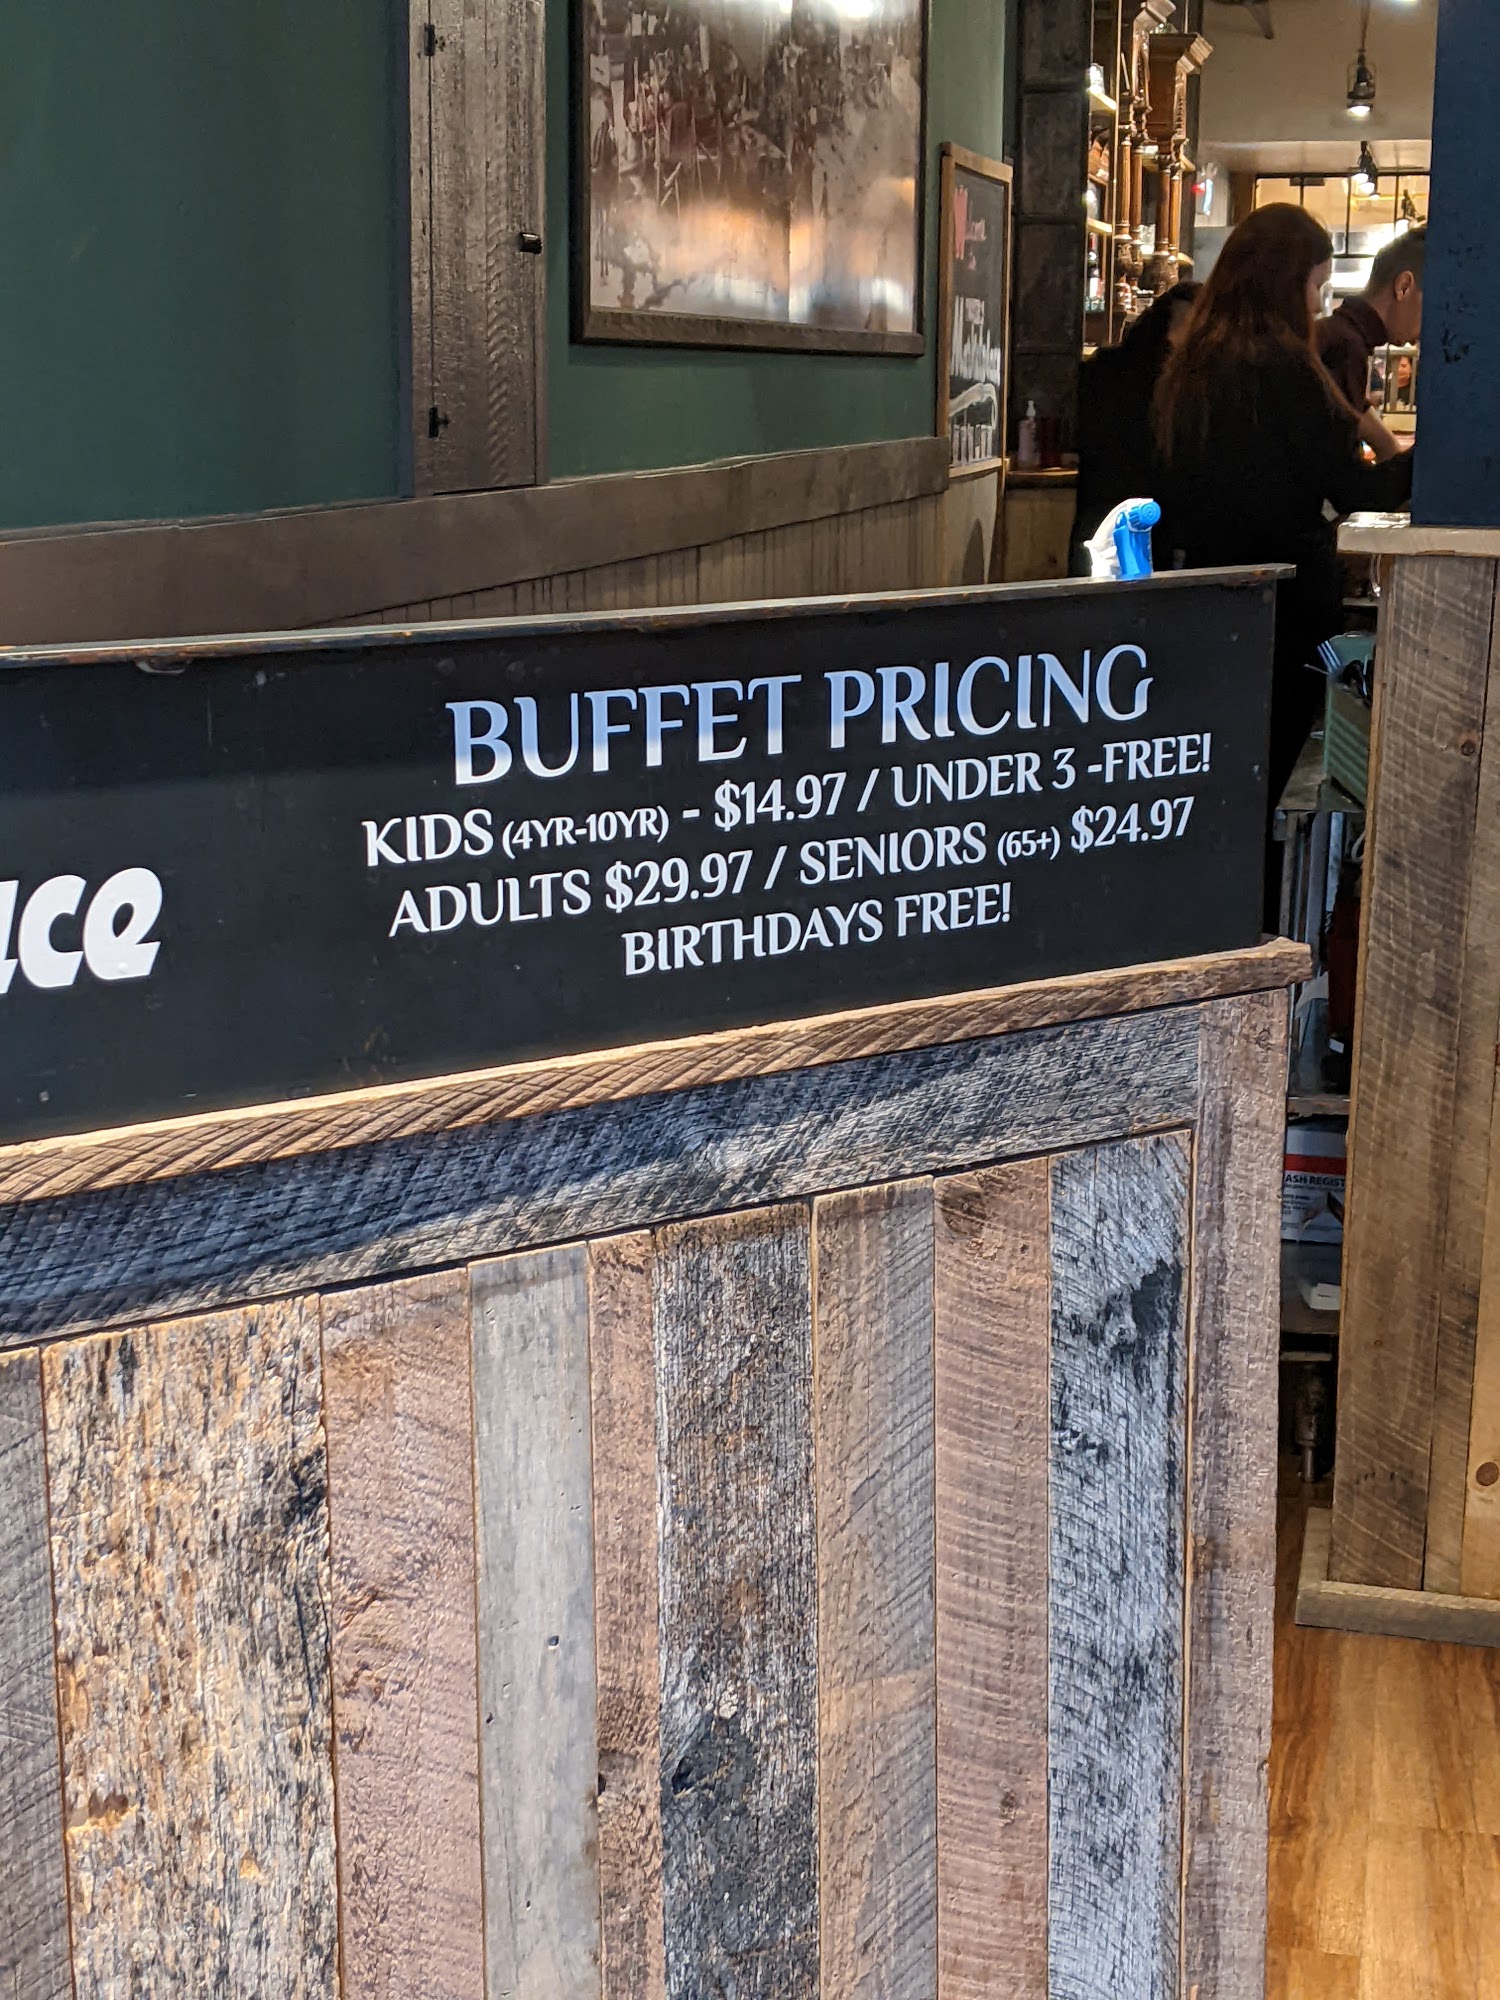 BUFFET PRICING
KIDS (4YR-10YR) - $14.97 / UNDER 3 -FREE!
ADULTS $29.97 / SENIORS (65+) $24.97
BIRTHDAYS FREE!